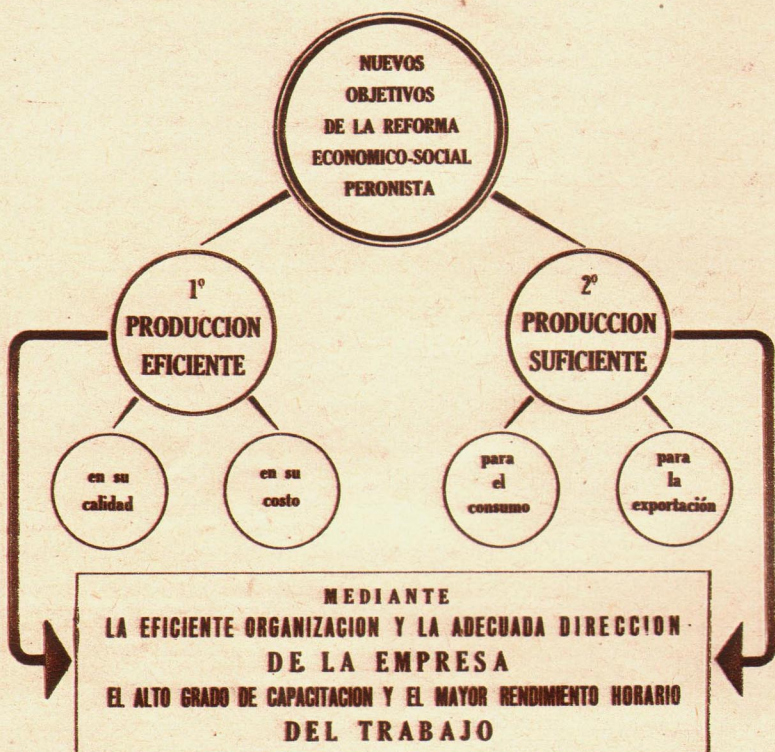 NUEVOS
OBJETIVOS
DE LA REFORMA
ECONOMICO-SOCIAL
PERONISTA
1º
PRODUCCION
EFICIENTE
2º
PRODUCCION
SUFICIENTE
en su
calidad
en su
costo
para
el
consumo
para
la
exportación
MEDIANTE
LA EFICIENTE ORGANIZACION Y LA ADECUADA DIRECCION
DE LA EMPRESA
EL ALTO GRADO DE CAPACITACION Y EL MAYOR RENDIMIENTO HORARIO
DEL TRABAJO